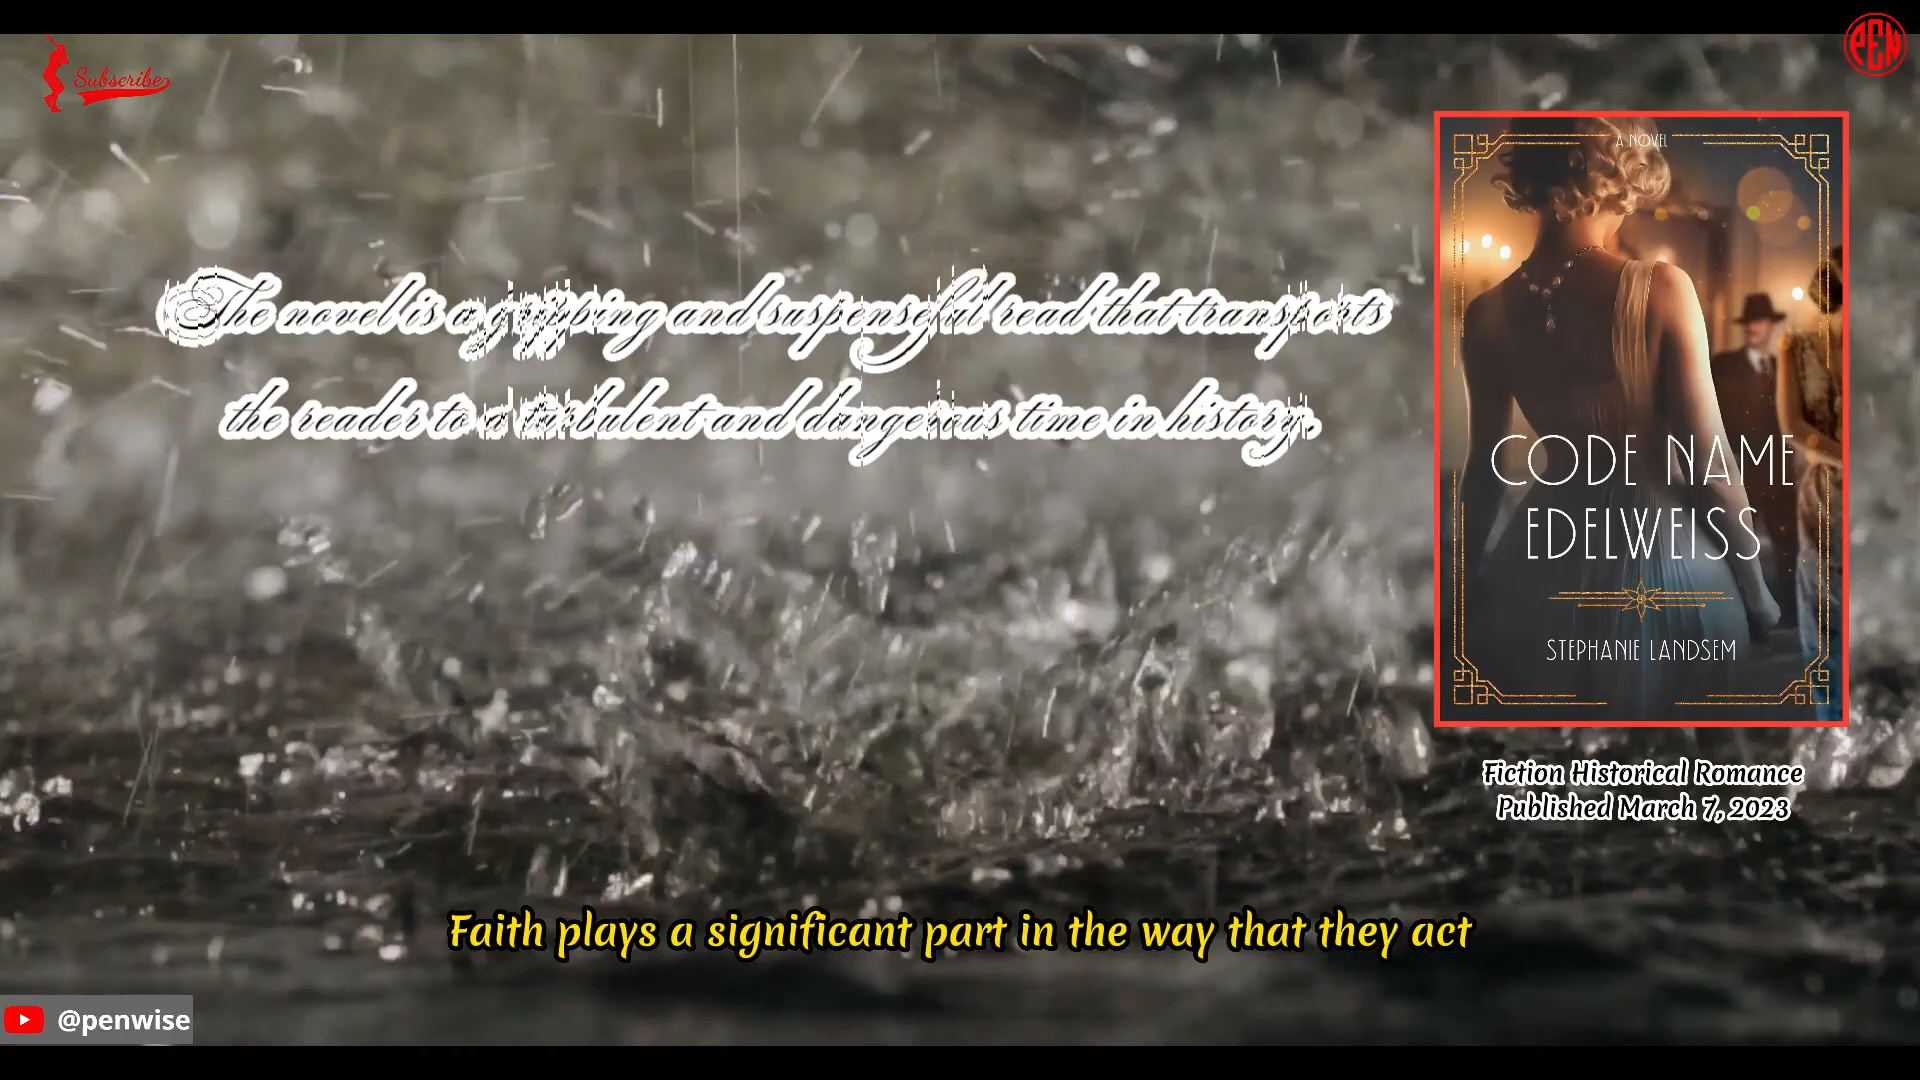 Subscribe
PEN
The novel is a gripping and suspenseful read that transports
the reader to a turbulent and dangerous time in history.
A NOVEL
CODE NAME
EDELWEISS
STEPHANIE LANDSEM
Fiction Historical Romance
Published March 7, 2023
Faith plays a significant part in the way that they act
@penwise